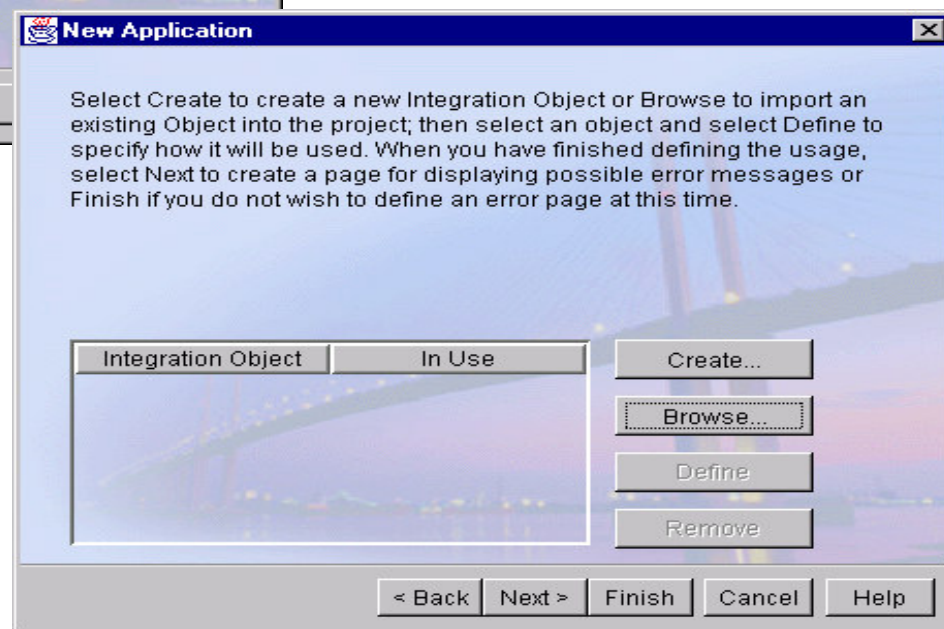 New Application
Select Create to create a new Integration Object or Browse to import an
existing Object into the project; then select an object and select Define to
specify how it will be used. When you have finished defining the usage,
select Next to create a page for displaying possible error messages or
Finish if you do not wish to define an error page at this time.
Integration Object In Use
Create...
Browse...
Define
Remove
< Back Next > Finish Cancel Help